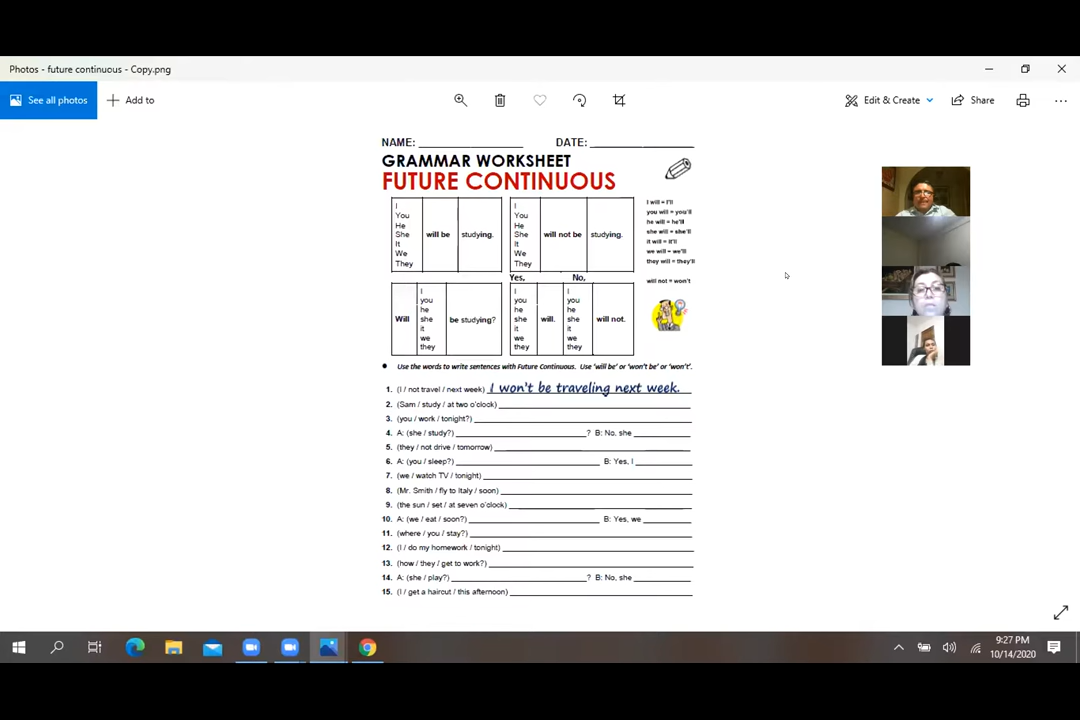 Photos - future continuous - Copy.png
See all photos
Add to
Edit & Create
Share
NAME: DATE:
GRAMMAR WORKSHEET
FUTURE CONTINUOUS
I
You
He
She
It
We
They
will be
studying.
I
You
He
She
It
We
They
will not be
studying.
I will = I'll
you will = you'll
he will = he'll
she will = she'll
it will = it'll
we will = we'll
they will = they'll
will not = won't
Yes, No,
Will
I
you
he
she
it
we
they
be studying?
I
you
he
she
it
we
they
will.
I
you
he
she
it
we
they
will not.
Use the words to write sentences with Future Continuous. Use 'will be' or 'won't be' or 'won't'.
1. (I / not travel / next week) I won't be traveling next week.
2. (Sam / study / at two o'clock)
3. (you / work / tonight?)
4. A: (she / study?) ? B: No, she
5. (they / not drive / tomorrow)
6. A: (you / sleep?) B: Yes, I
7. (we / watch TV / tonight)
8. (Mr. Smith / fly to Italy / soon)
9. (the sun / set / at seven o'clock)
10. A: (we / eat / soon?) B: Yes, we
11. (where / you / stay?)
12. (I / do my homework / tonight)
13. (how / they / get to work?)
14. A: (she / play?) ? B: No, she
15. (I / get a haircut / this afternoon)
9:27 PM
10/14/2020